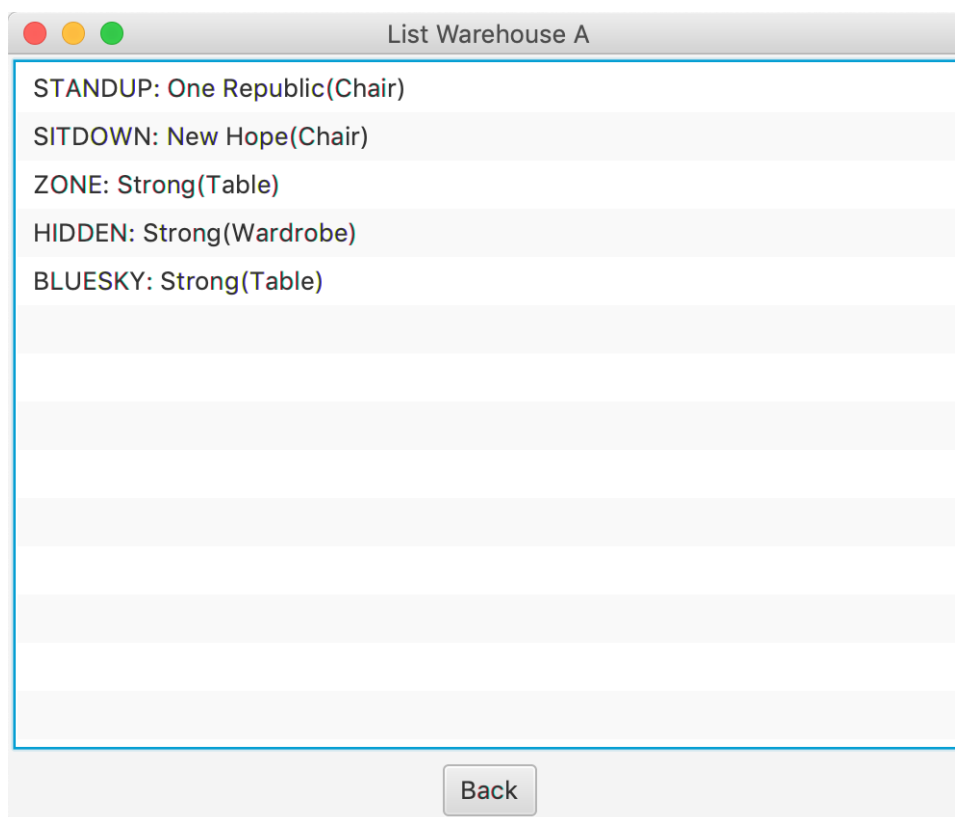 List Warehouse A
STANDUP: One Republic(Chair)
SITDOWN: New Hope(Chair)
ZONE: Strong(Table)
HIDDEN: Strong(Wardrobe)
BLUESKY: Strong(Table)
Back